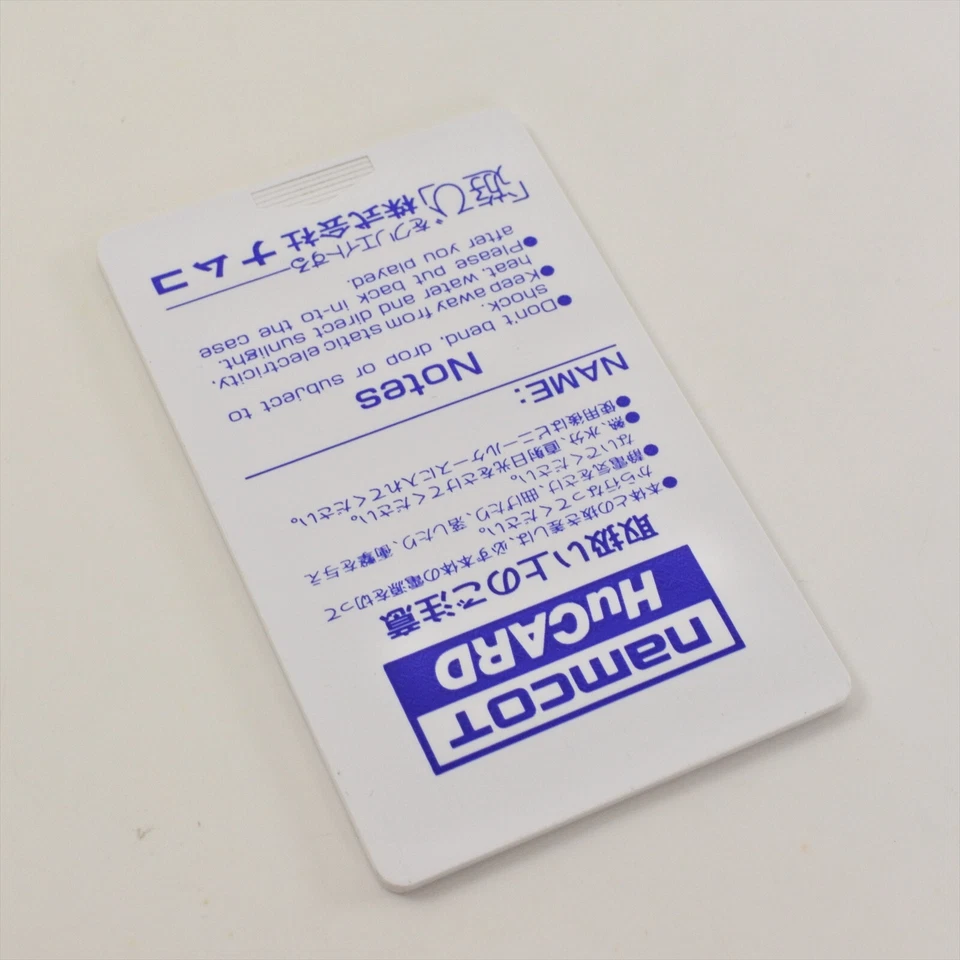 namcoT
HuCARD
取扱い上のご注意
●本体との抜き差しは、必ず本体の電源を切って
から行なってください。
●静電気をさけ、曲げたり、落したり、衝撃を与え
ないでください。
●熱、水分、直射日光をさけてください。
●使用後はビニールケースに入れてください。
NAME:
Notes
●Don't bend, drop or subject to
shock.
●Keep away from static electricity,
heat, water and direct sunlight.
●Please put back in-to the case
after you played.
「遊び」をクリエイトする
株式会社ナムコ